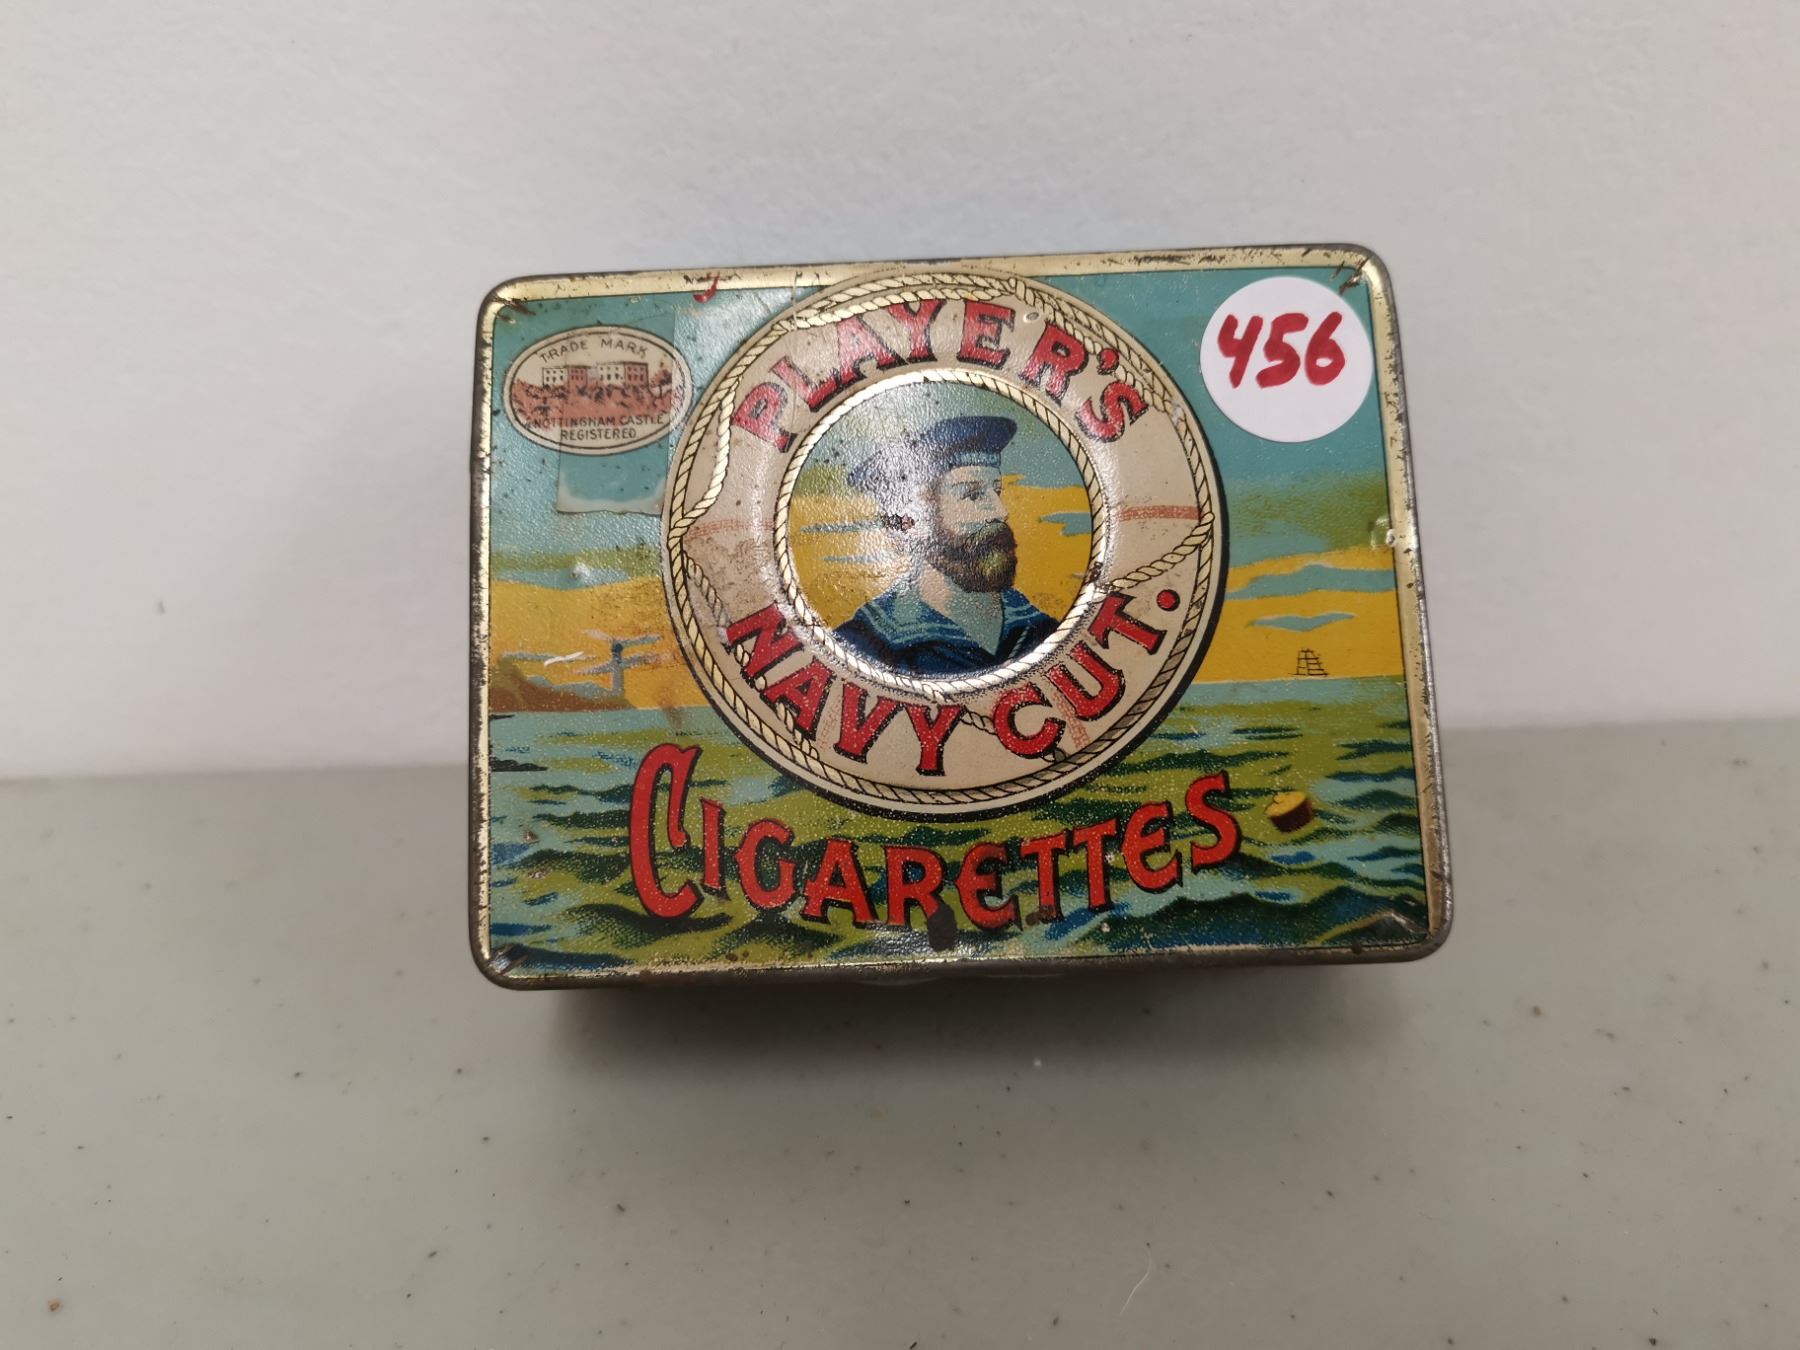 TRADE MARK
NOTTINGHAM CASTLE
REGISTERED
PLAYER'S
NAVY CUT.
CIGARETTES
456